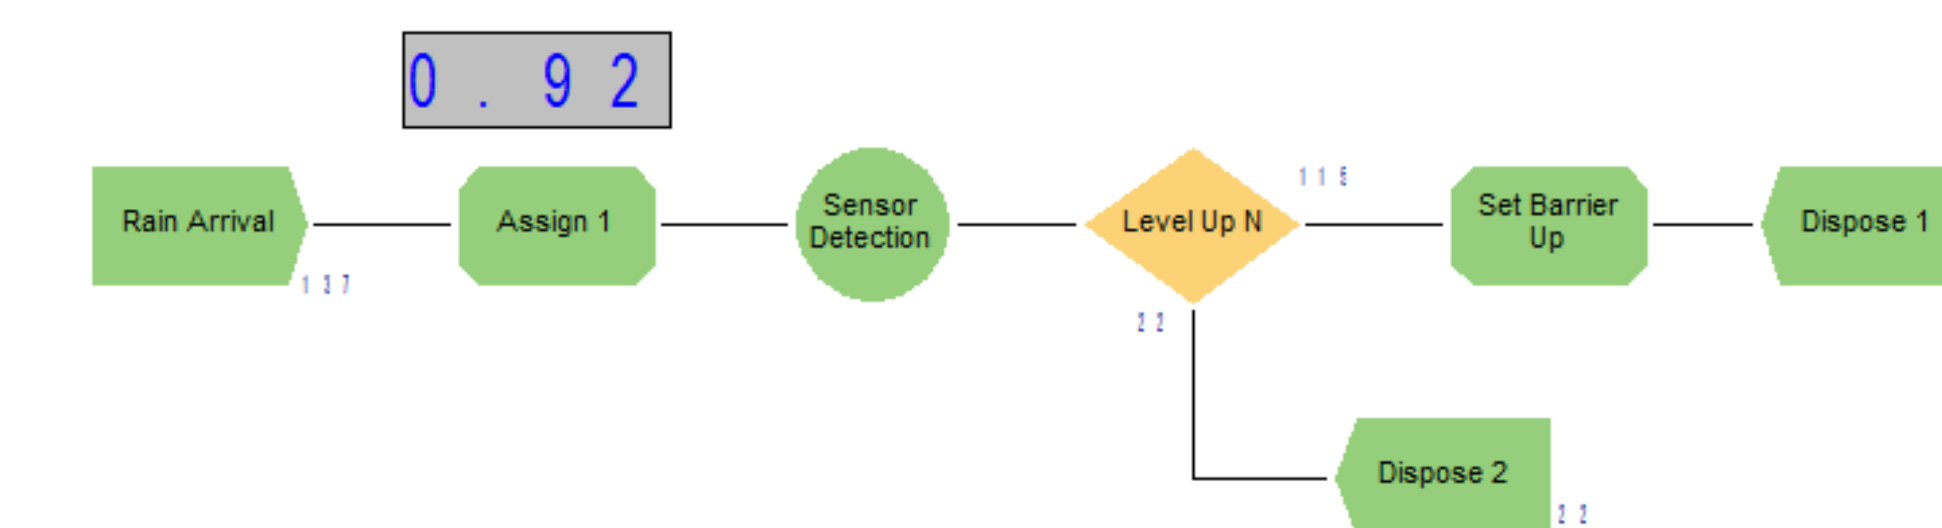 0.92
Rain Arrival
137
Assign 1
Sensor
Detection
Level Up N
115
22
Set Barrier
Up
Dispose 1
Dispose 2
22